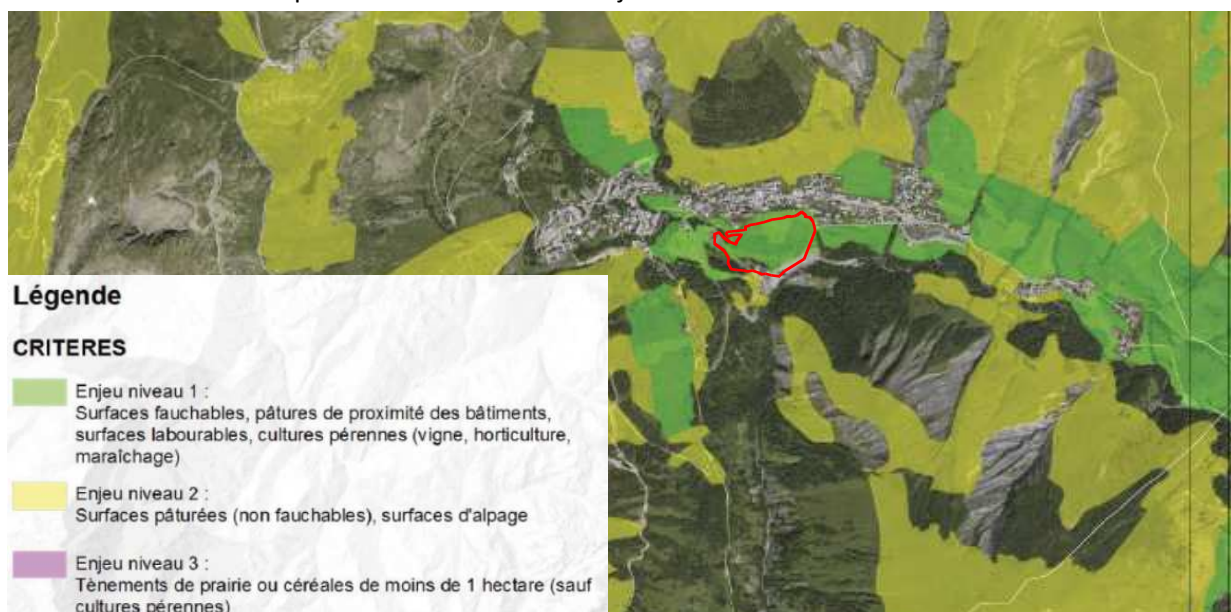 Légende
CRITERES
Enjeu niveau 1 :
Surfaces fauchables, pâtures de proximité des bâtiments,
surfaces labourables, cultures pérennes (vigne, horticulture,
maraîchage)
Enjeu niveau 2 :
Surfaces pâturées (non fauchables), surfaces d'alpage
Enjeu niveau 3 :
Tènements de prairie ou céréales de moins de 1 hectare (sauf
cultures pérennes)